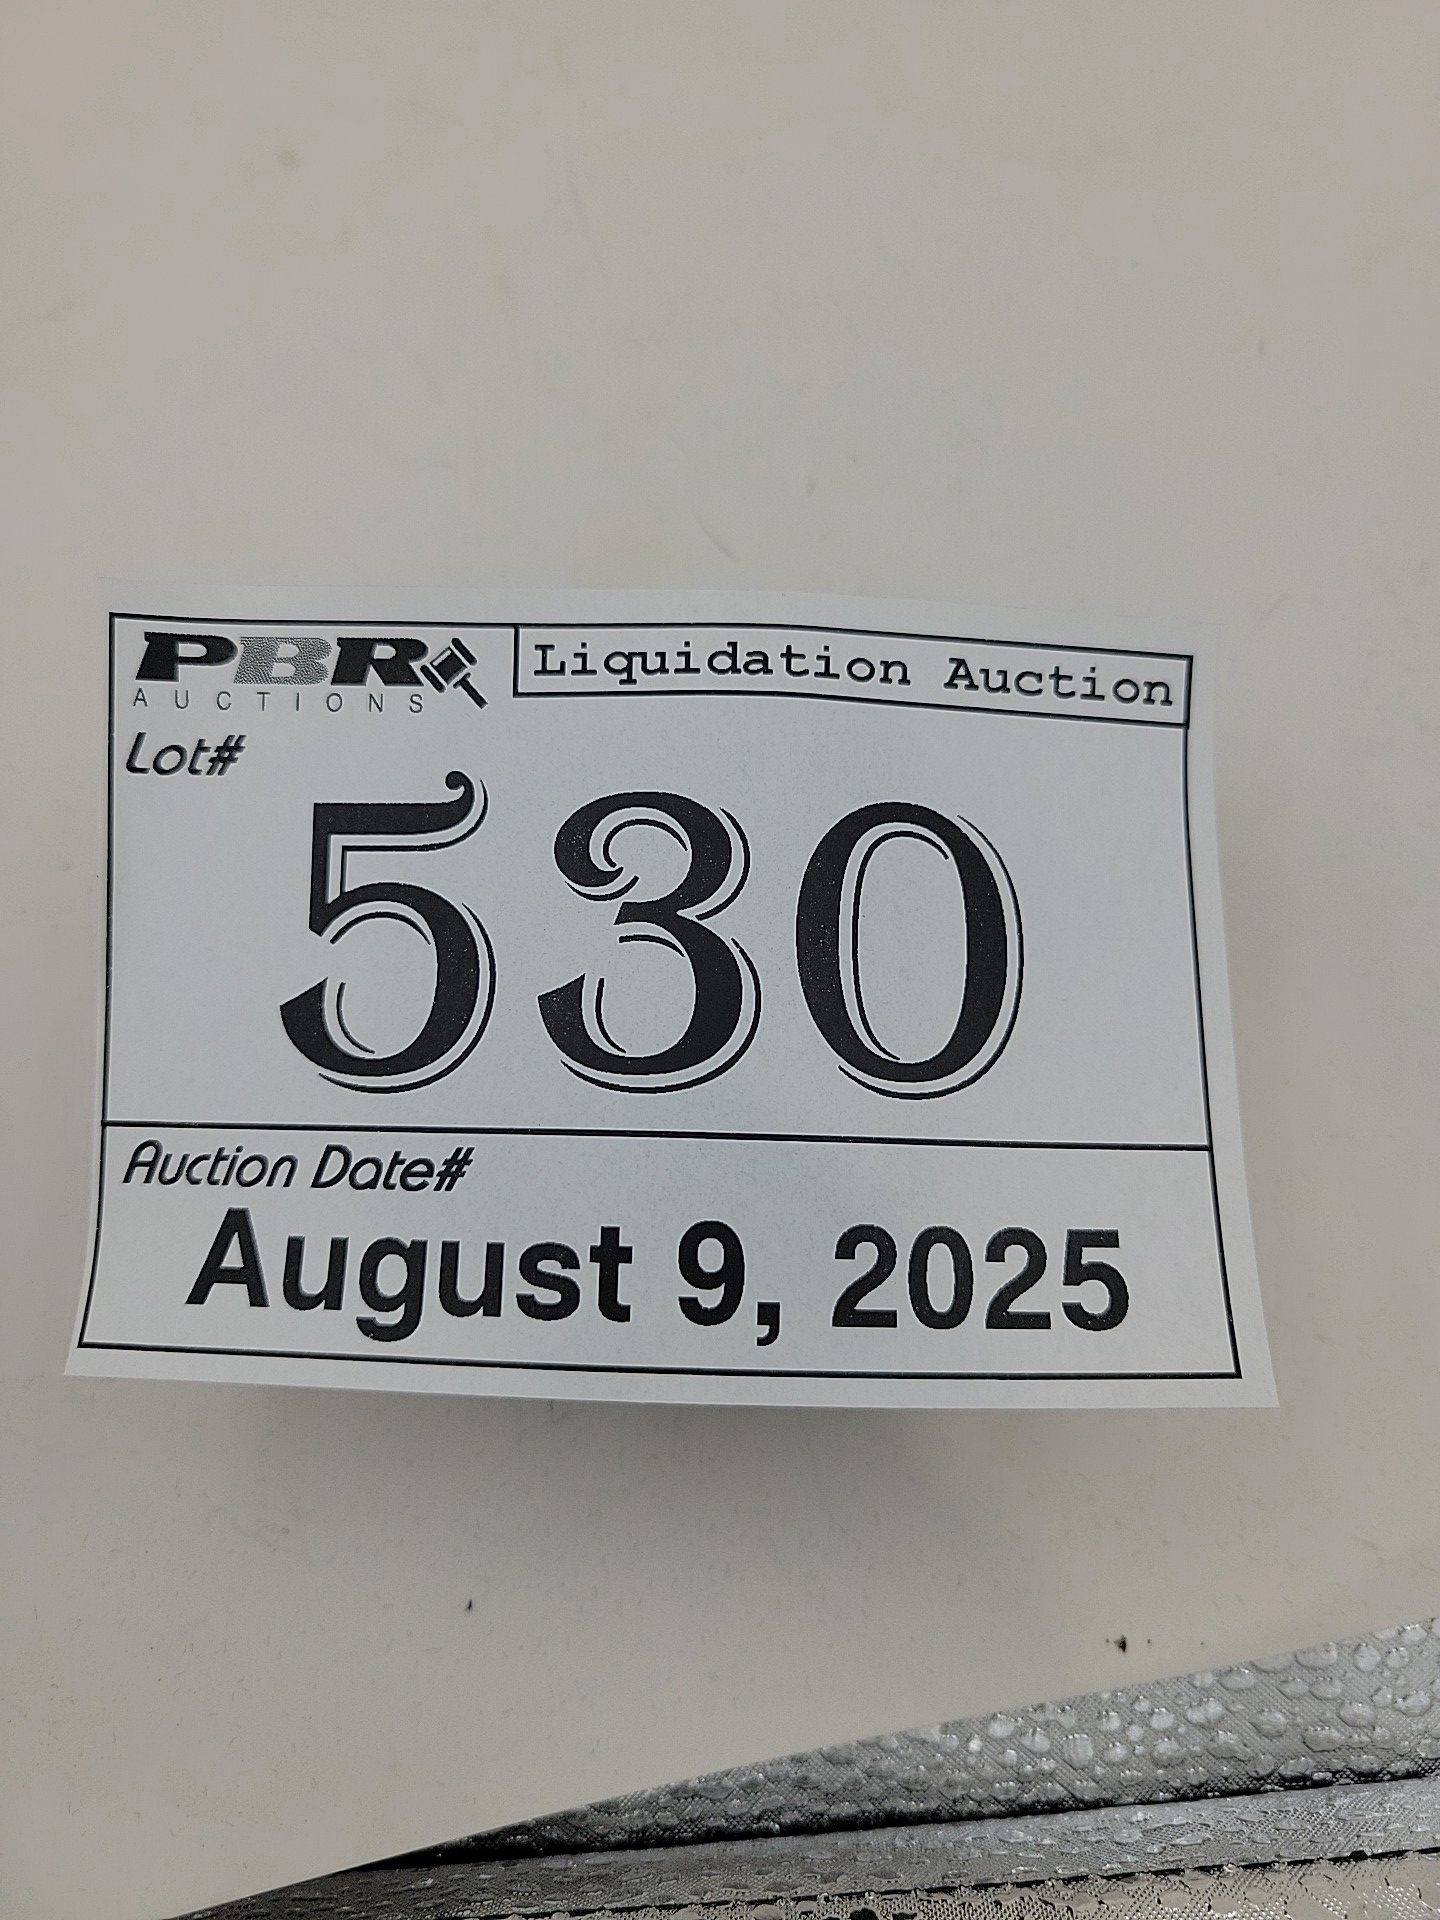 PBR
AUCTIONS
Liquidation Auction
Lot#
530
Auction Date#
August 9, 2025